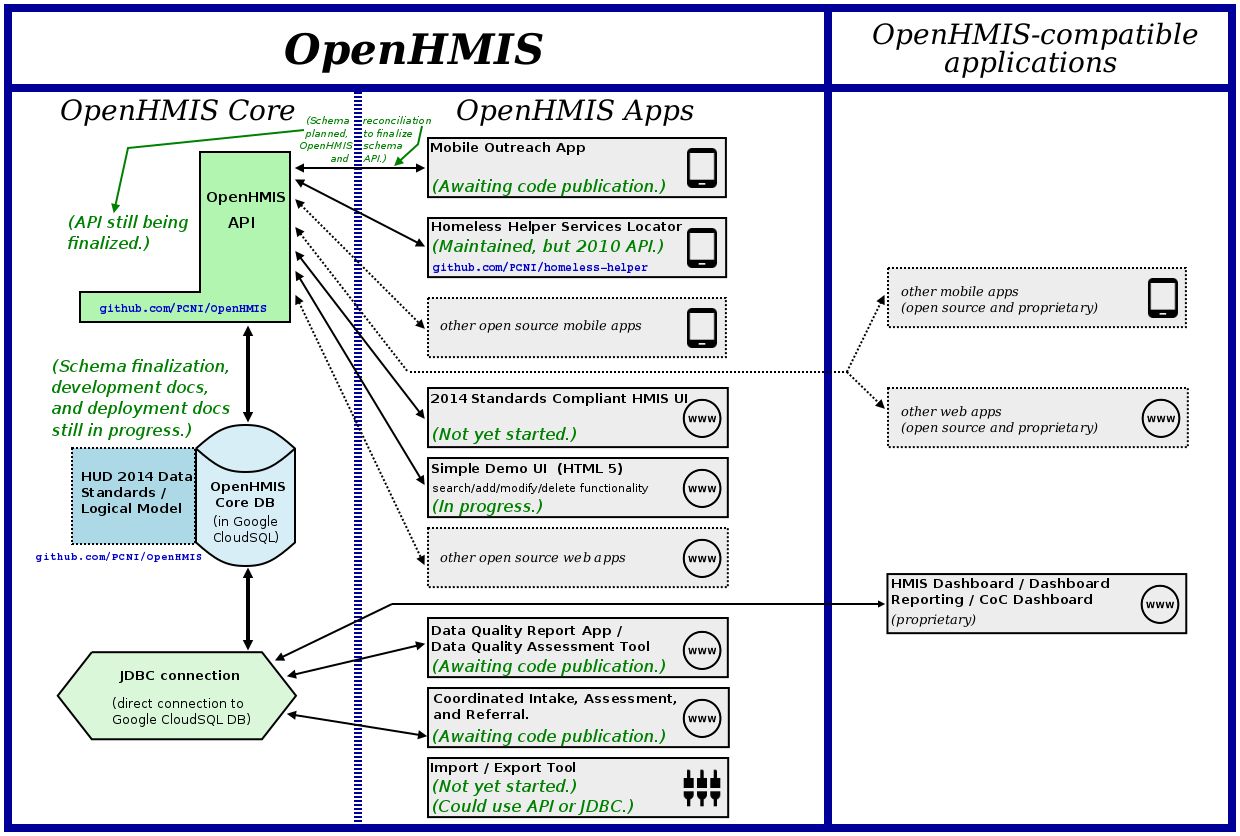 OpenHMIS
OpenHMIS-compatible
applications
OpenHMIS Core
OpenHMIS Apps
(Schema reconciliation
planned, to finalize
OpenHMIS schema
and API.)
OpenHMIS
API
(API still being
finalized.)
github.com/PCNI/OpenHMIS
(Schema finalization,
development docs,
and deployment docs
still in progress.)
HUD 2014 Data
Standards /
Logical Model
github.com/PCNI/OpenHMIS
OpenHMIS
Core DB
(in Google
CloudSQL)
JDBC connection
(direct connection to
Google CloudSQL DB)
Mobile Outreach App
(Awaiting code publication.)
Homeless Helper Services Locator
(Maintained, but 2010 API.)
github.com/PCNI/homeless-helper
other open source mobile apps
2014 Standards Compliant HMIS UI
(Not yet started.)
www
Simple Demo UI (HTML 5)
search/add/modify/delete functionality
(In progress.)
www
other open source web apps
www
Data Quality Report App /
Data Quality Assessment Tool
(Awaiting code publication.)
www
Coordinated Intake, Assessment,
and Referral.
(Awaiting code publication.)
www
Import / Export Tool
(Not yet started.)
(Could use API or JDBC.)
other mobile apps
(open source and proprietary)
other web apps
(open source and proprietary)
www
HMIS Dashboard / Dashboard
Reporting / CoC Dashboard
(proprietary)
www